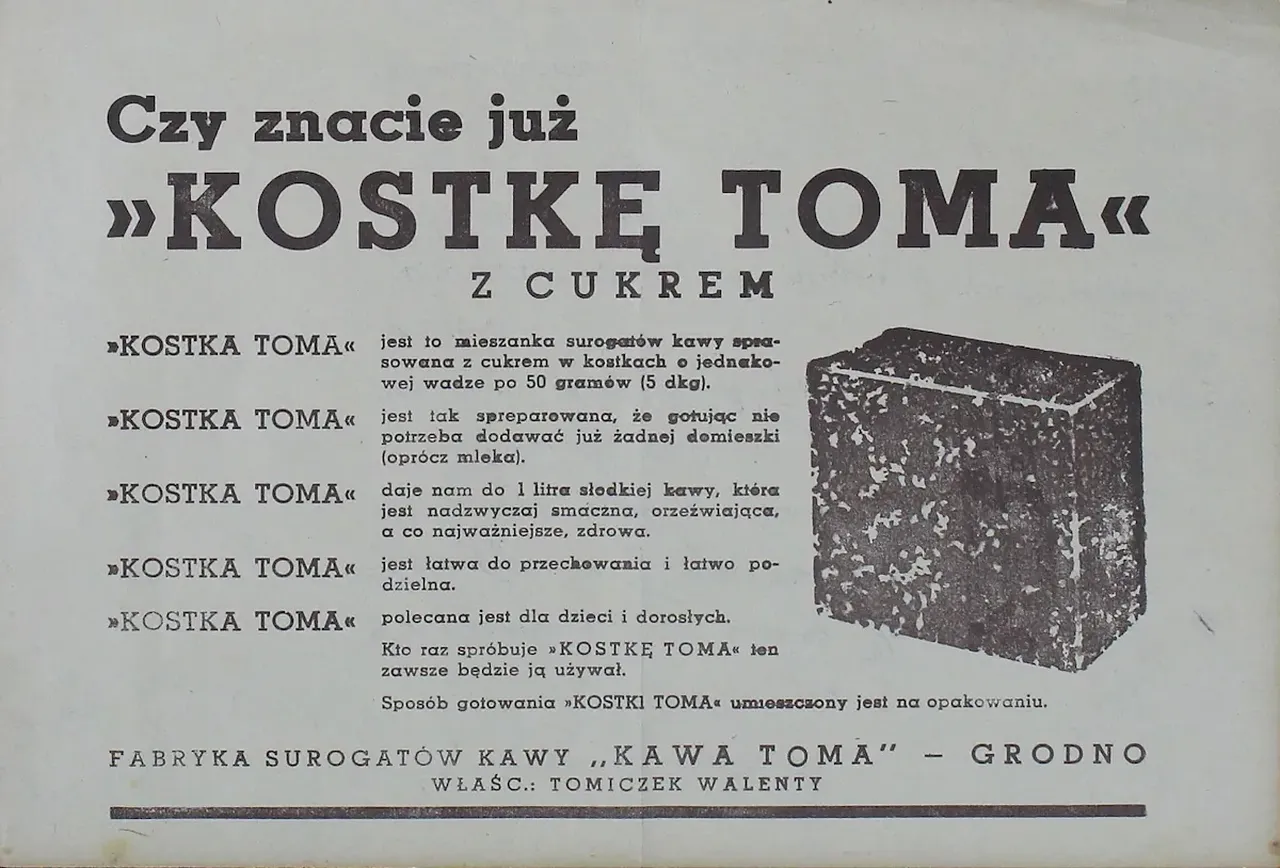 Czy znacie już
»KOSTKĘ TOMA«
Z CUKREM
»KOSTKA TOMA« jest to mieszanka surogatów kawy spra-
sowana z cukrem w kostkach o jednako-
wej wadze po 50 gramów (5 dkg).
»KOSTKA TOMA« jest tak spreparowana, że gotując nie
potrzeba dodawać już żadnej domieszki
(oprócz mleka).
»KOSTKA TOMA« daje nam do 1 litra słodkiej kawy, która
jest nadzwyczaj smaczna, orzeźwiająca,
a co najważniejsze, zdrowa.
»KOSTKA TOMA« jest łatwa do przechowania i łatwo po-
dzielna.
»KOSTKA TOMA« polecana jest dla dzieci i dorosłych.
Kto raz spróbuje »KOSTKĘ TOMA« ten
zawsze będzie ją używał.
Sposób gotowania »KOSTKI TOMA« umieszczony jest na opakowaniu.
FABRYKA SUROGATÓW KAWY „KAWA TOMA” – GRODNO
WŁAŚC.: TOMICZEK WALENTY